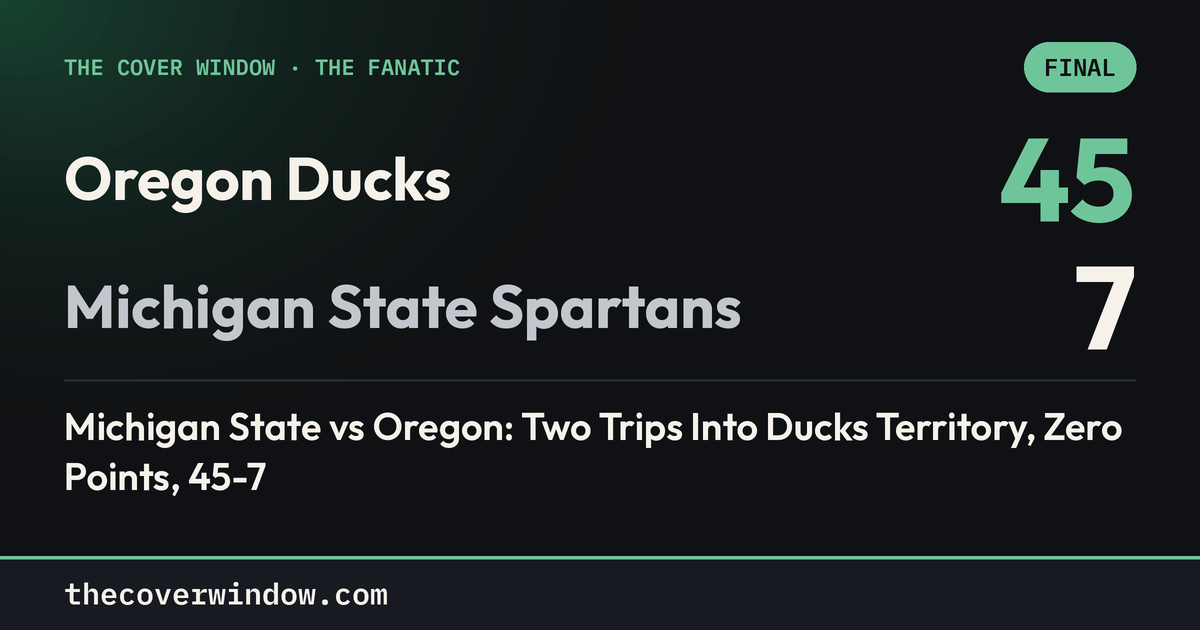 THE COVER WINDOW · THE FANATIC
FINAL
Oregon Ducks
45
Michigan State Spartans
7
Michigan State vs Oregon: Two Trips Into Ducks Territory, Zero
Points, 45-7
thecoverwindow.com